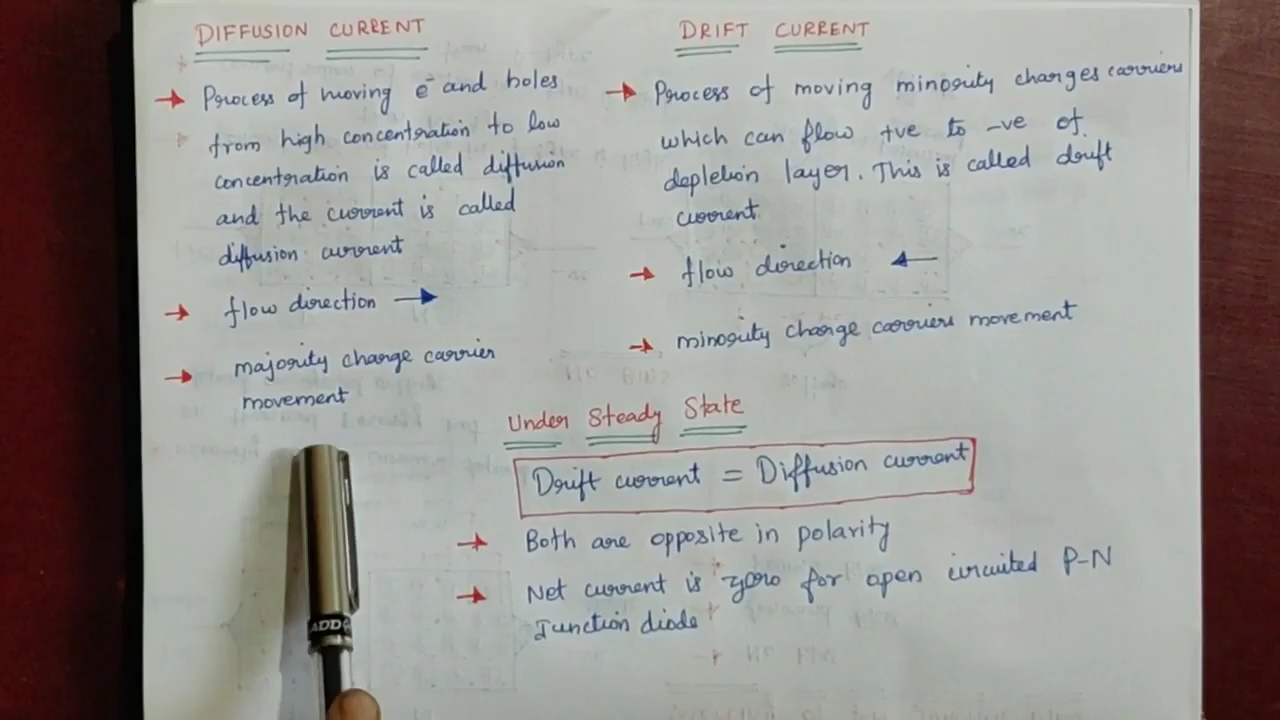 DIFFUSION CURRENT
→ Process of moving e⁻ and holes
from high concentration to low
concentration is called diffusion
and the current is called
diffusion current
→ flow direction →
→ majority charge carrier
movement
DRIFT CURRENT
→ Process of moving minority charges carriers
which can flow +ve to -ve of
depletion layer. This is called drift
current
→ flow direction ←
→ minority charge carriers movement
Under Steady State
Drift current = Diffusion current
→ Both are opposite in polarity
→ Net current is zero for open circuited P-N
Junction diode
ADD